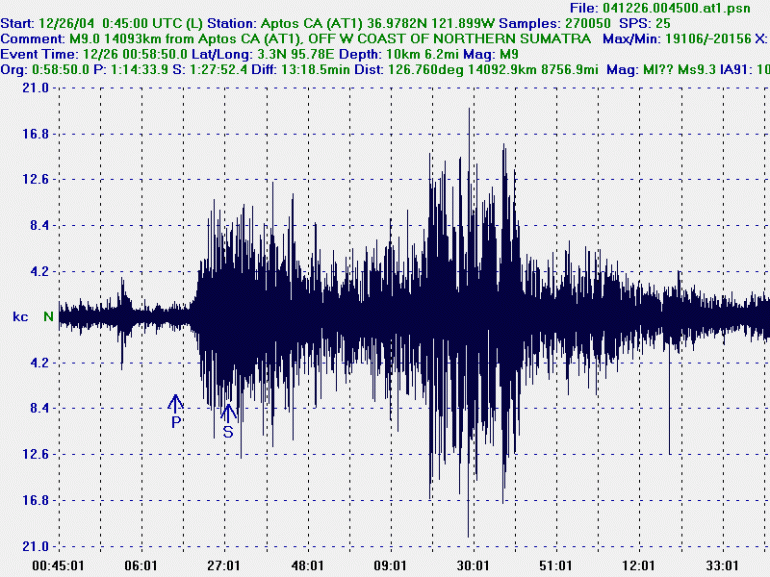 File: 041226.004500.at1.psn
Start: 12/26/04 0:45:00 UTC (L) Station: Aptos CA (AT1) 36.9782N 121.899W Samples: 270050 SPS: 25
Comment: M9.0 14093km from Aptos CA (AT1), OFF W COAST OF NORTHERN SUMATRA Max/Min: 19106/-20156 X:
Event Time: 12/26 00:58:50.0 Lat/Long: 3.3N 95.78E Depth: 10km 6.2mi Mag: M9
Org: 0:58:50.0 P: 1:14:33.9 S: 1:27:52.4 Diff: 13:18.5min Dist: 126.760deg 14092.9km 8756.9mi Mag: Ml?? Ms9.3 IA91: 10
21.0
16.8
12.6
8.4
4.2
kc N
4.2
8.4
P
S
12.6
16.8
21.0
00:45:01 06:01 27:01 48:01 09:01 30:01 51:01 12:01 33:01